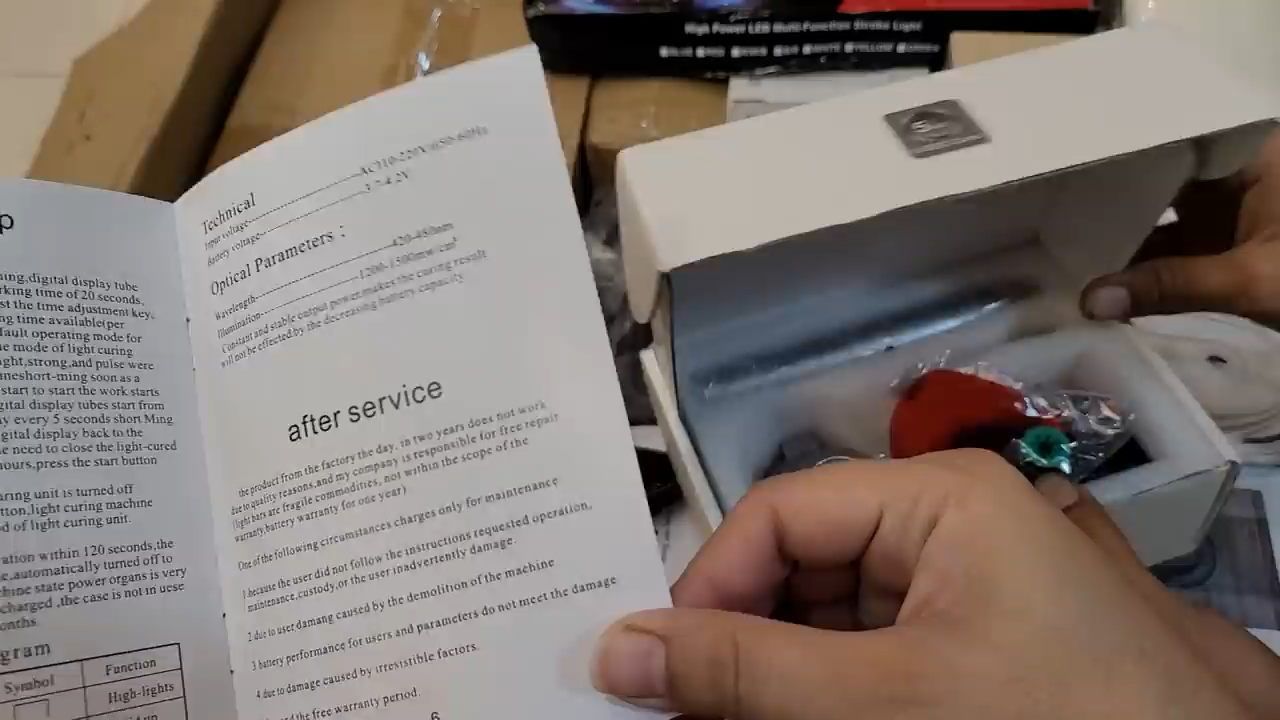 High Power LED Multi-Function Strobe Light
p
ing,digital display tube
rking time of 20 seconds,
st the time adjustment key,
ng time available(per
fault operating mode for
e mode of light curing
ght,strong,and pulse were
neshort-ming soon as a
start to start the work starts
gital display tubes start from
y every 5 seconds short Ming
gital display back to the
e need to close the light-cured
hours,press the start button
ring unit is turned off
tton,light curing machine
d of light curing unit.
ation within 120 seconds,the
e,automatically turned off to
chine state power organs is very
charged ,the case is not in uese
onths.
gram
Symbol Function
High-lights
Technical
Input voltage AC110-220V/050-60Hz
Battery voltage 3.7-4.2V
Optical Parameters :
Wavelength 420-480nm
Illumination 1200-1500mw/cm²
Constant and stable output power,makes the curing result
will not be effected by the decreasing battery capacity
after service
the product from the factory the day, in two years does not work
due to quality reasons,and my company is responsible for free repair
(light bars are fragile commodities, not within the scope of the
warranty,battery warranty for one year)
One of the following circumstances charges only for maintenance
1 because the user did not follow the instructions requested operation,
maintenance,custody,or the user inadvertently damage.
2 due to user damang caused by the demolition of the machine
3 battery performance for users and parameters do not meet the damage
4 due to damage caused by irresistible factors.
the free warranty period.
6